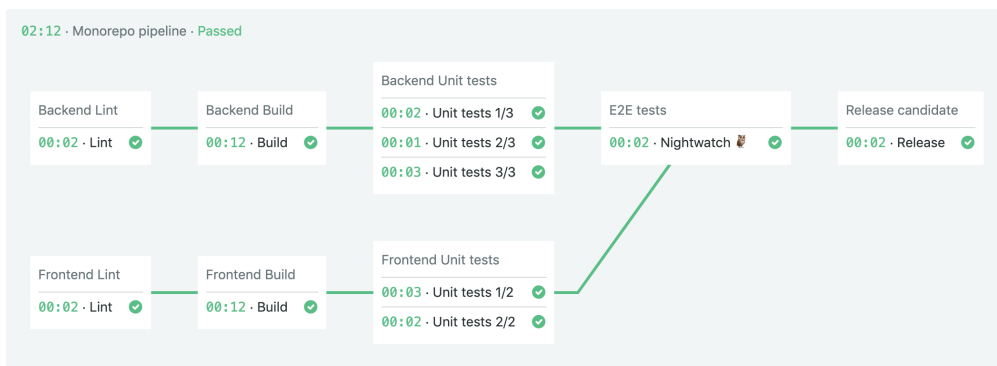 02:12 · Monorepo pipeline · Passed
Backend Lint
00:02 · Lint
Backend Build
00:12 · Build
Backend Unit tests
00:02 · Unit tests 1/3
00:01 · Unit tests 2/3
00:03 · Unit tests 3/3
E2E tests
00:02 · Nightwatch 🦉
Release candidate
00:02 · Release
Frontend Lint
00:02 · Lint
Frontend Build
00:12 · Build
Frontend Unit tests
00:03 · Unit tests 1/2
00:02 · Unit tests 2/2